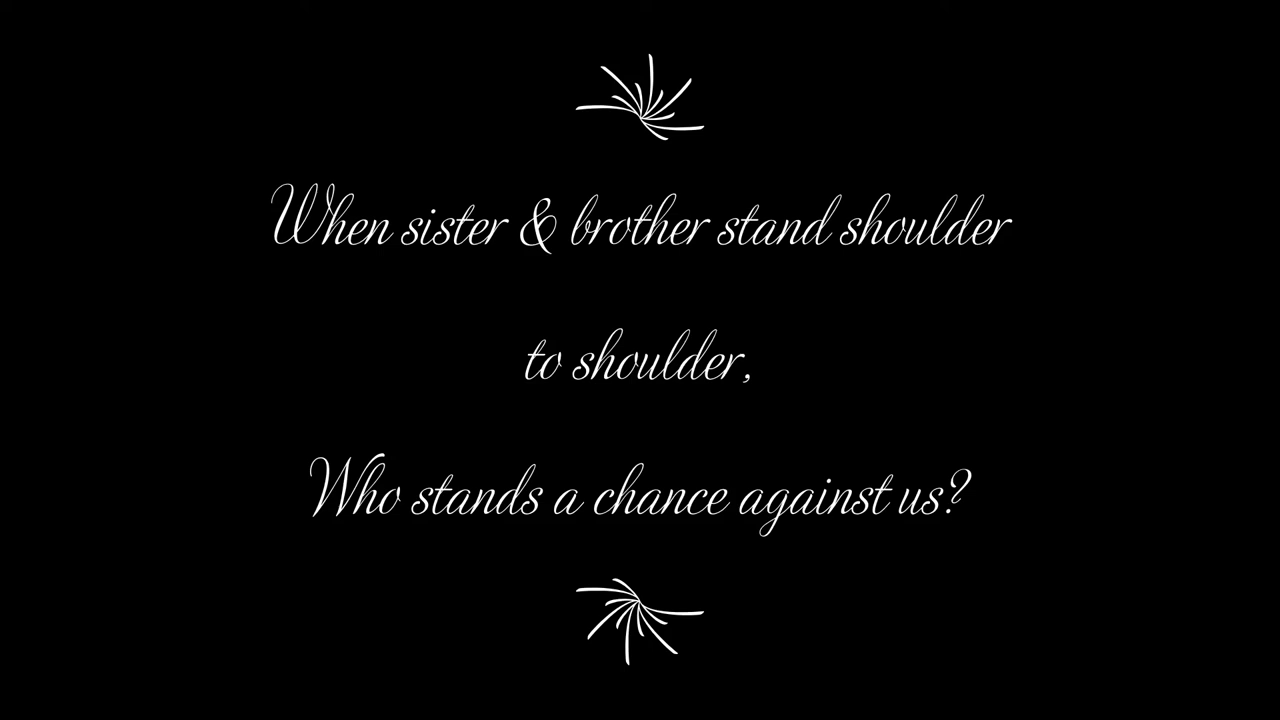 When sister & brother stand shoulder
to shoulder,
Who stands a chance against us?